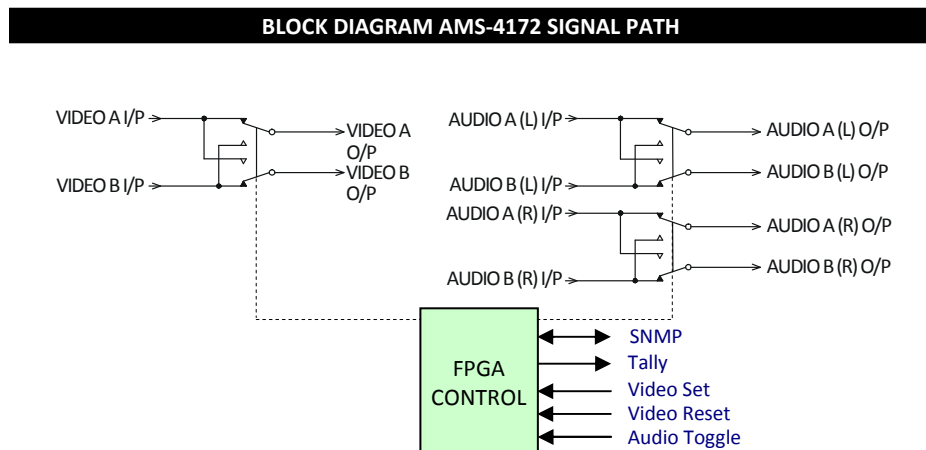 BLOCK DIAGRAM AMS-4172 SIGNAL PATH
VIDEO A I/P
VIDEO A
O/P
VIDEO B
O/P
VIDEO B I/P
AUDIO A (L) I/P
AUDIO A (L) O/P
AUDIO B (L) O/P
AUDIO B (L) I/P
AUDIO A (R) I/P
AUDIO A (R) O/P
AUDIO B (R) O/P
AUDIO B (R) I/P
FPGA
CONTROL
SNMP
Tally
Video Set
Video Reset
Audio Toggle